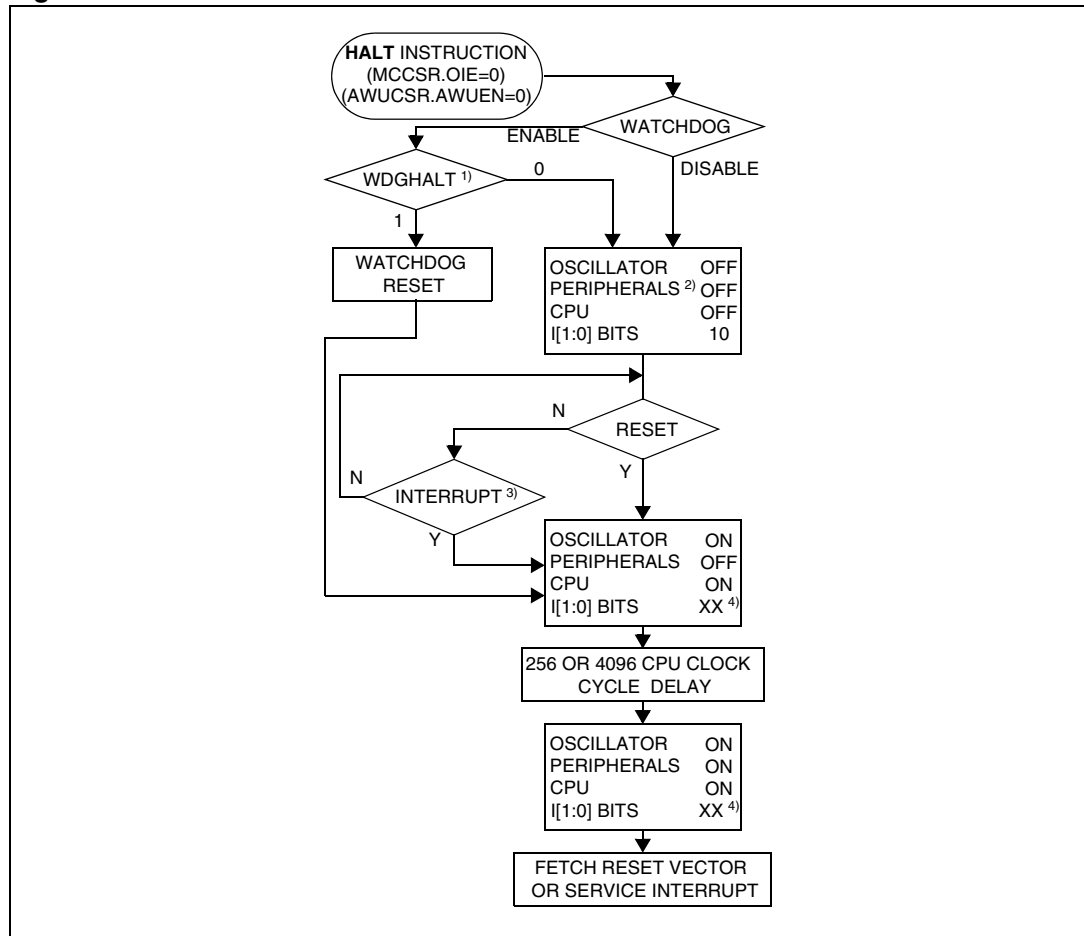 HALT INSTRUCTION
(MCCSR.OIE=0)
(AWUCSR.AWUEN=0)
WATCHDOG
ENABLE
DISABLE
WDGHALT 1)
0
1
WATCHDOG
RESET
OSCILLATOR OFF
PERIPHERALS 2) OFF
CPU OFF
I[1:0] BITS 10
N
RESET
Y
N
INTERRUPT 3)
Y
OSCILLATOR ON
PERIPHERALS OFF
CPU ON
I[1:0] BITS XX 4)
256 OR 4096 CPU CLOCK
CYCLE DELAY
OSCILLATOR ON
PERIPHERALS ON
CPU ON
I[1:0] BITS XX 4)
FETCH RESET VECTOR
OR SERVICE INTERRUPT